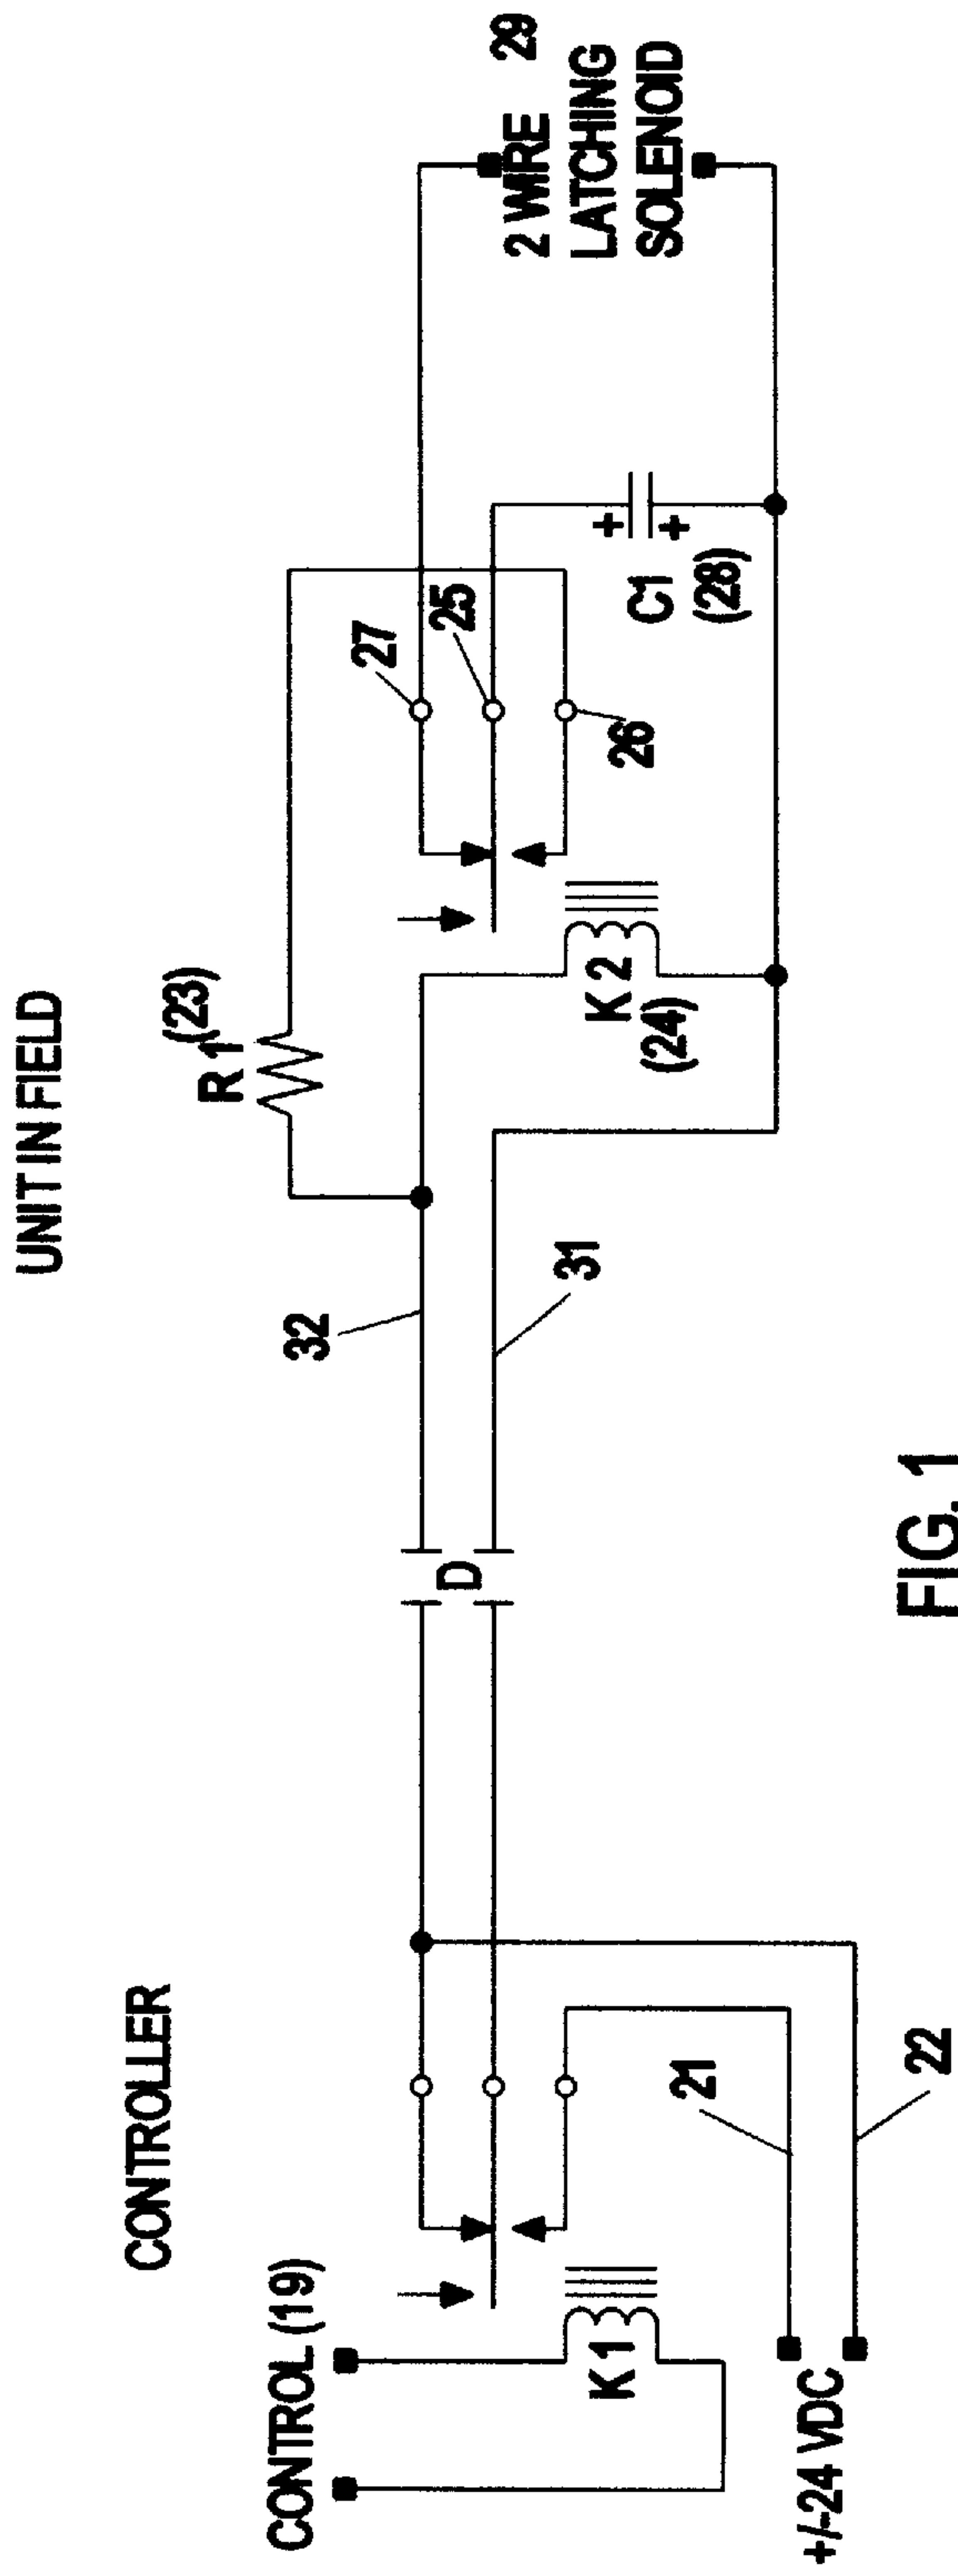 UNIT IN FIELD
CONTROLLER
CONTROL (19)
K 1
+/-24 VDC
21
22
D
32
31
R 1
(23)
K 2
(24)
27
25
26
+
+
C1
(28)
29
2 WIRE
LATCHING
SOLENOID
FIG. 1